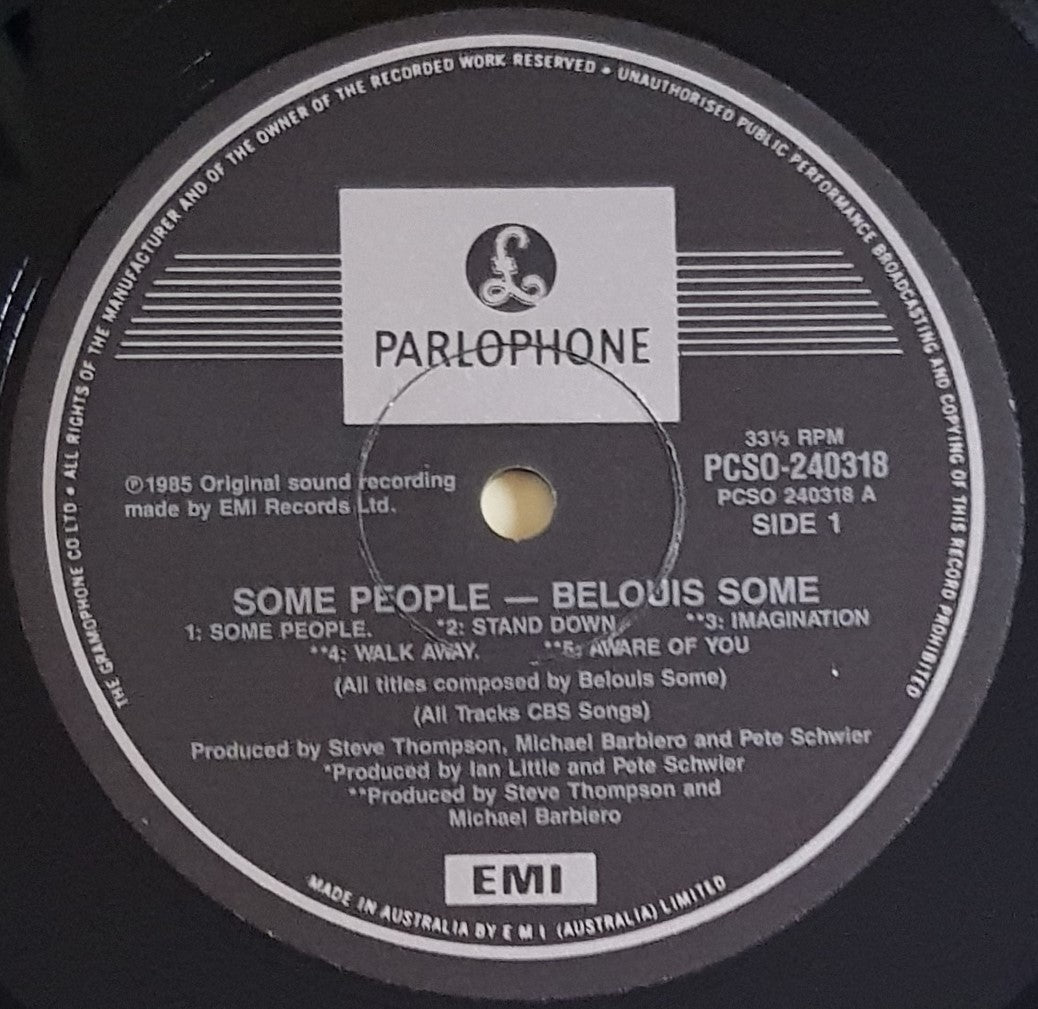 THE GRAMOPHONE CO LTD • ALL RIGHTS OF THE MANUFACTURER AND OF THE OWNER OF THE RECORDED WORK RESERVED • UNAUTHORISED PUBLIC PERFORMANCE BROADCASTING AND COPYING OF THIS RECORD PROHIBITED
£
PARLOPHONE
33⅓ RPM
PCSO-240318
PCSO 240318 A
SIDE 1
℗1985 Original sound recording
made by EMI Records Ltd.
SOME PEOPLE — BELOUIS SOME
1: SOME PEOPLE. *2: STAND DOWN. **3: IMAGINATION
**4: WALK AWAY. **5: AWARE OF YOU
(All titles composed by Belouis Some)
(All Tracks CBS Songs)
Produced by Steve Thompson, Michael Barbiero and Pete Schwier
*Produced by Ian Little and Pete Schwier
**Produced by Steve Thompson and
Michael Barbiero
EMI
MADE IN AUSTRALIA BY E M I (AUSTRALIA) LIMITED